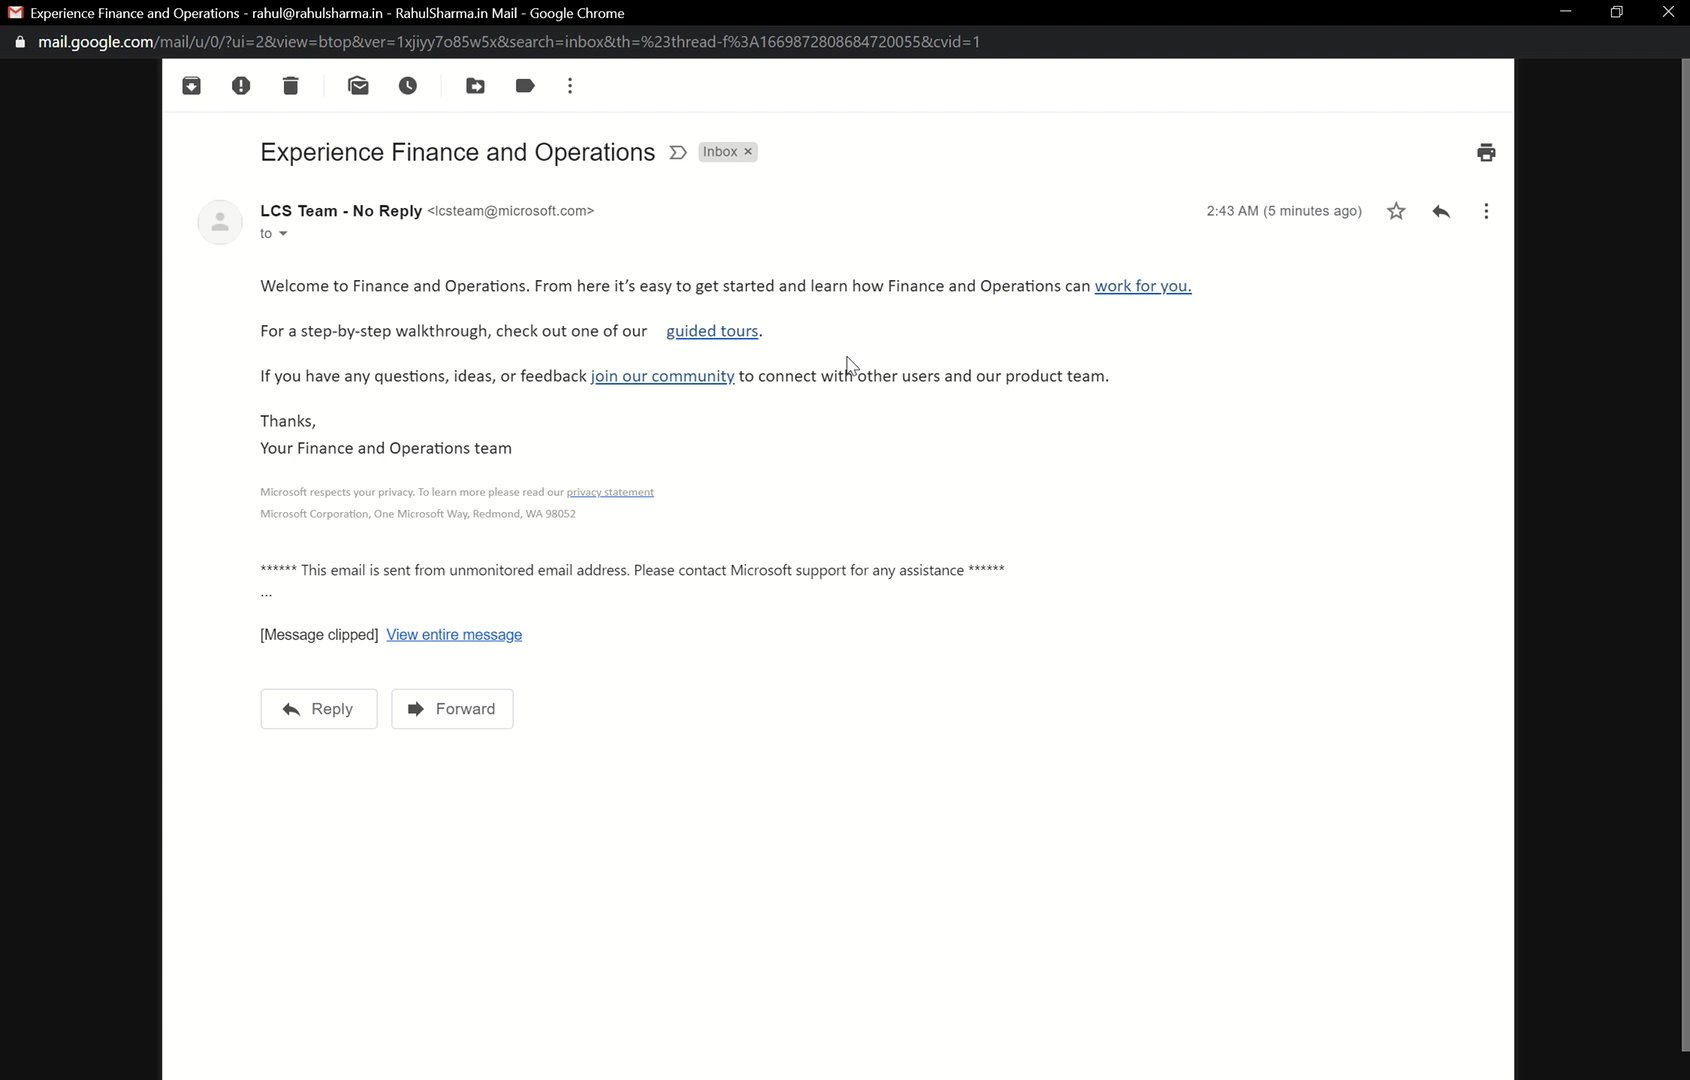 Experience Finance and Operations - rahul@rahulsharma.in - RahulSharma.in Mail - Google Chrome
mail.google.com/mail/u/0/?ui=2&view=btop&ver=1xjiyy7o85w5x&search=inbox&th=%23thread-f%3A1669872808684720055&cvid=1
Experience Finance and Operations Inbox ×
LCS Team - No Reply <lcsteam@microsoft.com> 2:43 AM (5 minutes ago)
to
Welcome to Finance and Operations. From here it’s easy to get started and learn how Finance and Operations can work for you.
For a step-by-step walkthrough, check out one of our guided tours.
If you have any questions, ideas, or feedback join our community to connect with other users and our product team.
Thanks,
Your Finance and Operations team
Microsoft respects your privacy. To learn more please read our privacy statement
Microsoft Corporation, One Microsoft Way, Redmond, WA 98052
****** This email is sent from unmonitored email address. Please contact Microsoft support for any assistance ******
...
[Message clipped] View entire message
Reply Forward